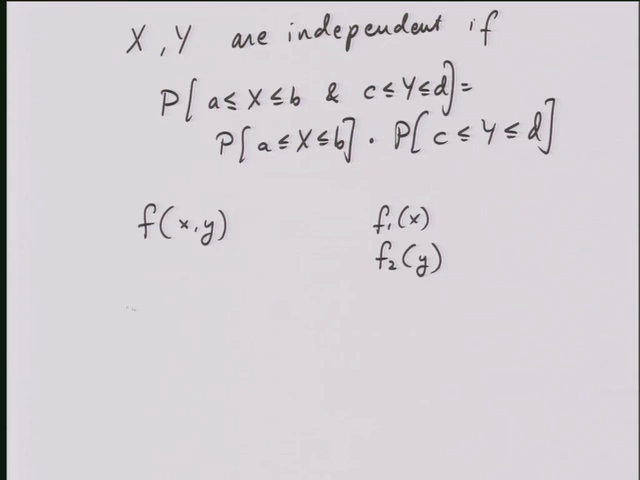 X, Y are independent if
P[ a ≤ X ≤ b & c ≤ Y ≤ d] =
P[a ≤ X ≤ b] . P[ c ≤ Y ≤ d]
f(x,y) f₁(x)
f₂(y)